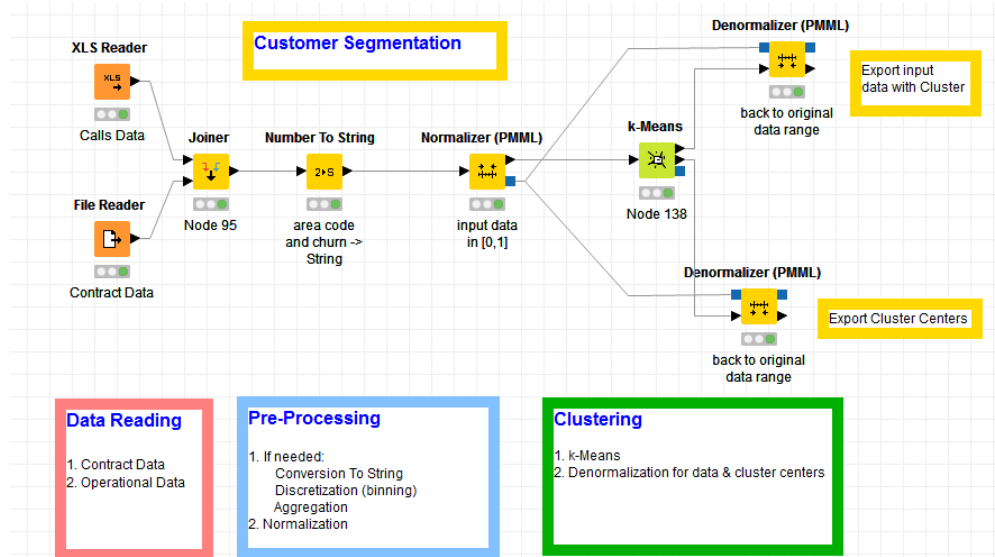 Customer Segmentation
XLS Reader
XLS
Calls Data
File Reader
Contract Data
Joiner
Node 95
Number To String
2▸S
area code
and churn ->
String
Normalizer (PMML)
input data
in [0,1]
k-Means
Node 138
Denormalizer (PMML)
back to original
data range
Export input
data with Cluster
Denormalizer (PMML)
back to original
data range
Export Cluster Centers
Data Reading
1. Contract Data
2. Operational Data
Pre-Processing
1. If needed:
Conversion To String
Discretization (binning)
Aggregation
2. Normalization
Clustering
1. k-Means
2. Denormalization for data & cluster centers